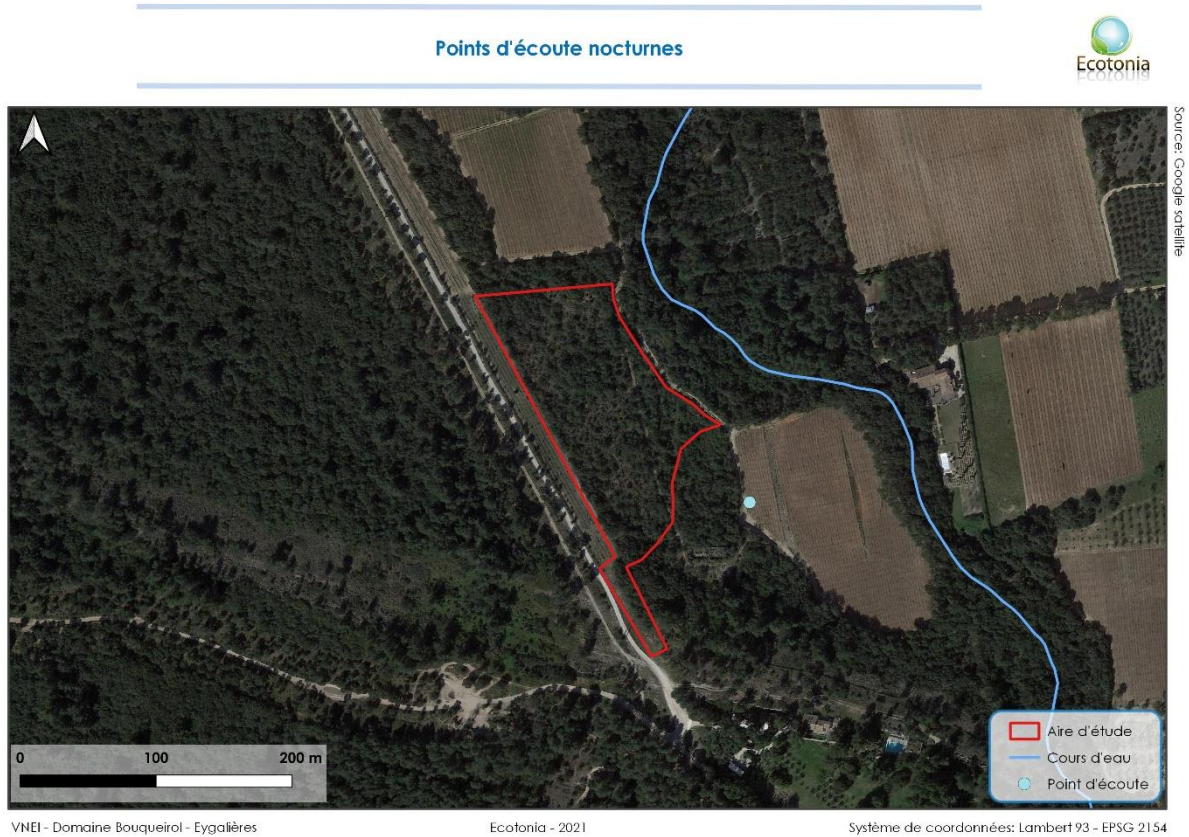 Points d'écoute nocturnes
Ecotonia
Source: Google satellite
0 100 200 m
Aire d'étude
Cours d'eau
Point d'écoute
VNEI - Domaine Bouqueirol - Eygalières
Ecotonia - 2021
Système de coordonnées: Lambert 93 - EPSG 2154